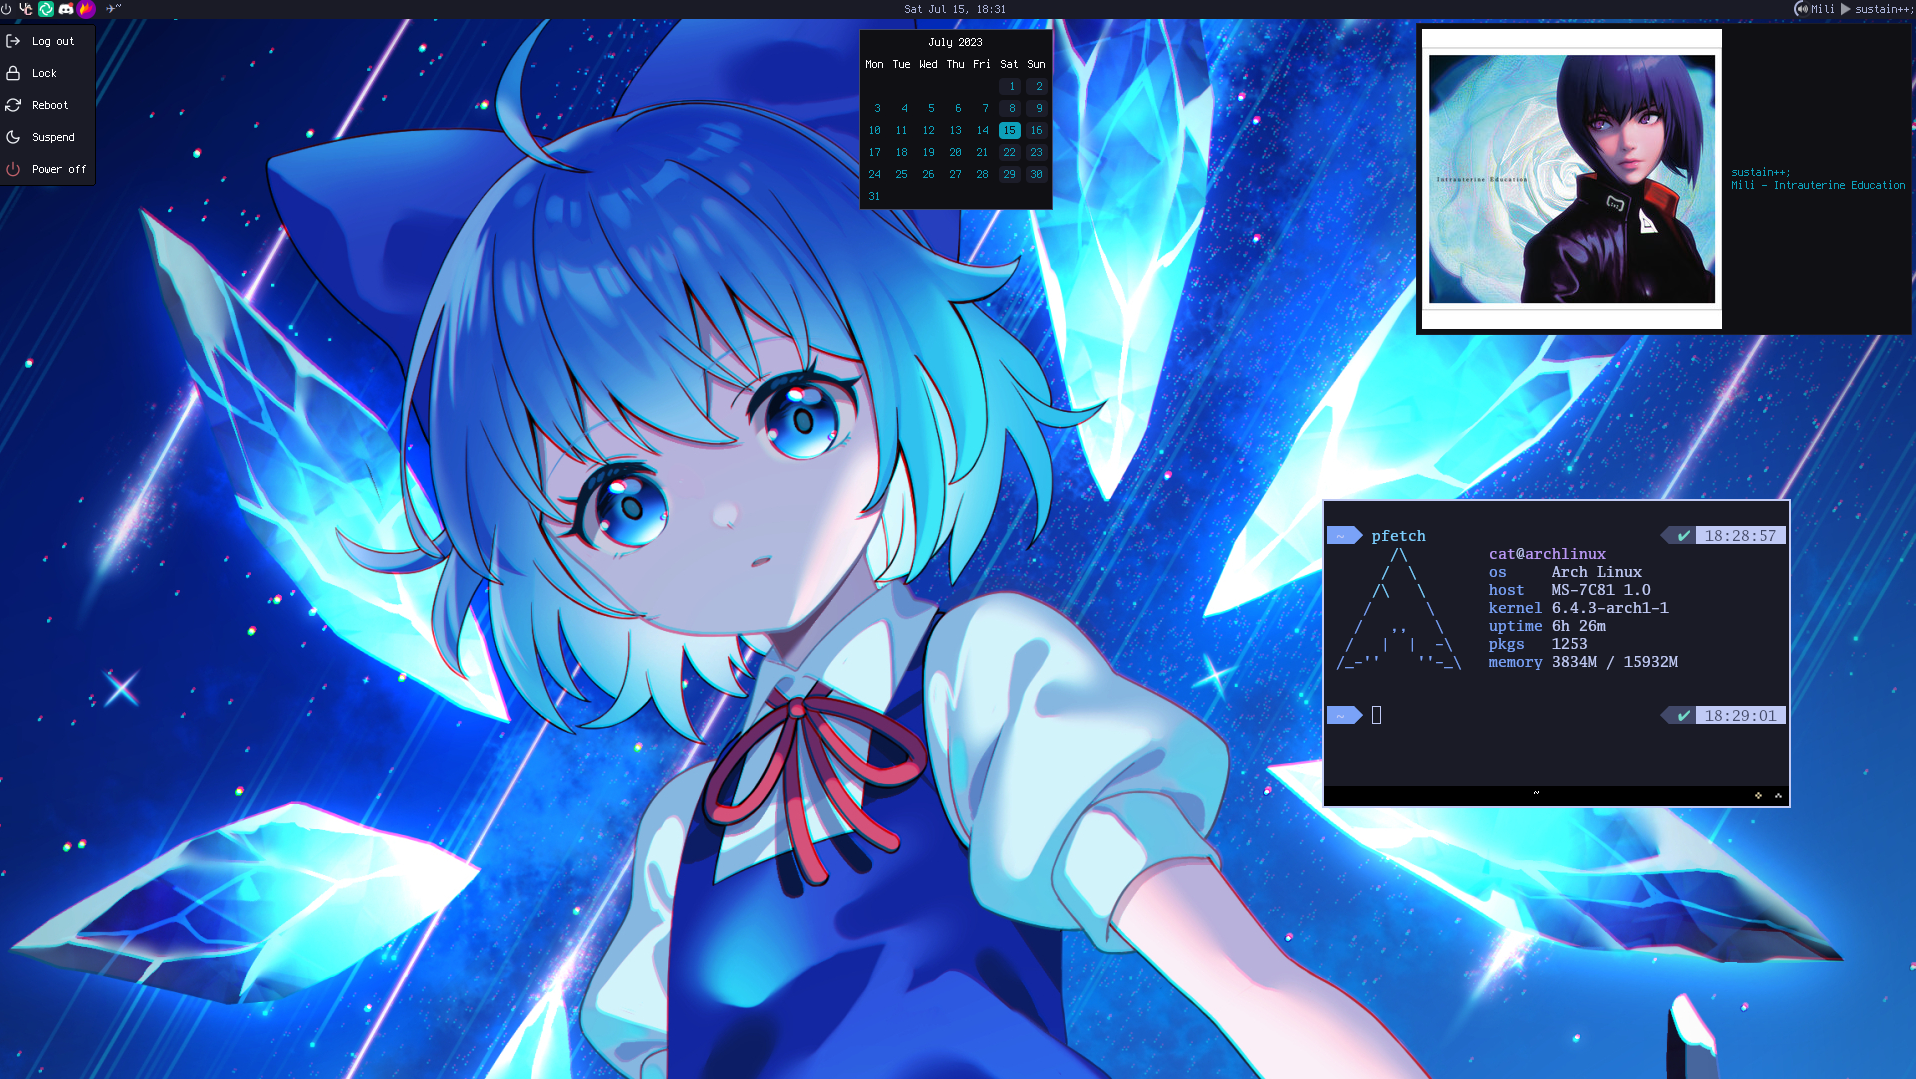 Sat Jul 15, 18:31
Mili
sustain++;
Log out
Lock
Reboot
Suspend
Power off
July 2023
Mon Tue Wed Thu Fri Sat Sun
1 2
3 4 5 6 7 8 9
10 11 12 13 14 15 16
17 18 19 20 21 22 23
24 25 26 27 28 29 30
31
Intrauterine Education
sustain++;
Mili - Intrauterine Education
~ pfetch ✔ 18:28:57
cat@archlinux
os Arch Linux
host MS-7C81 1.0
kernel 6.4.3-arch1-1
uptime 6h 26m
pkgs 1253
memory 3834M / 15932M
~ ✔ 18:29:01
~